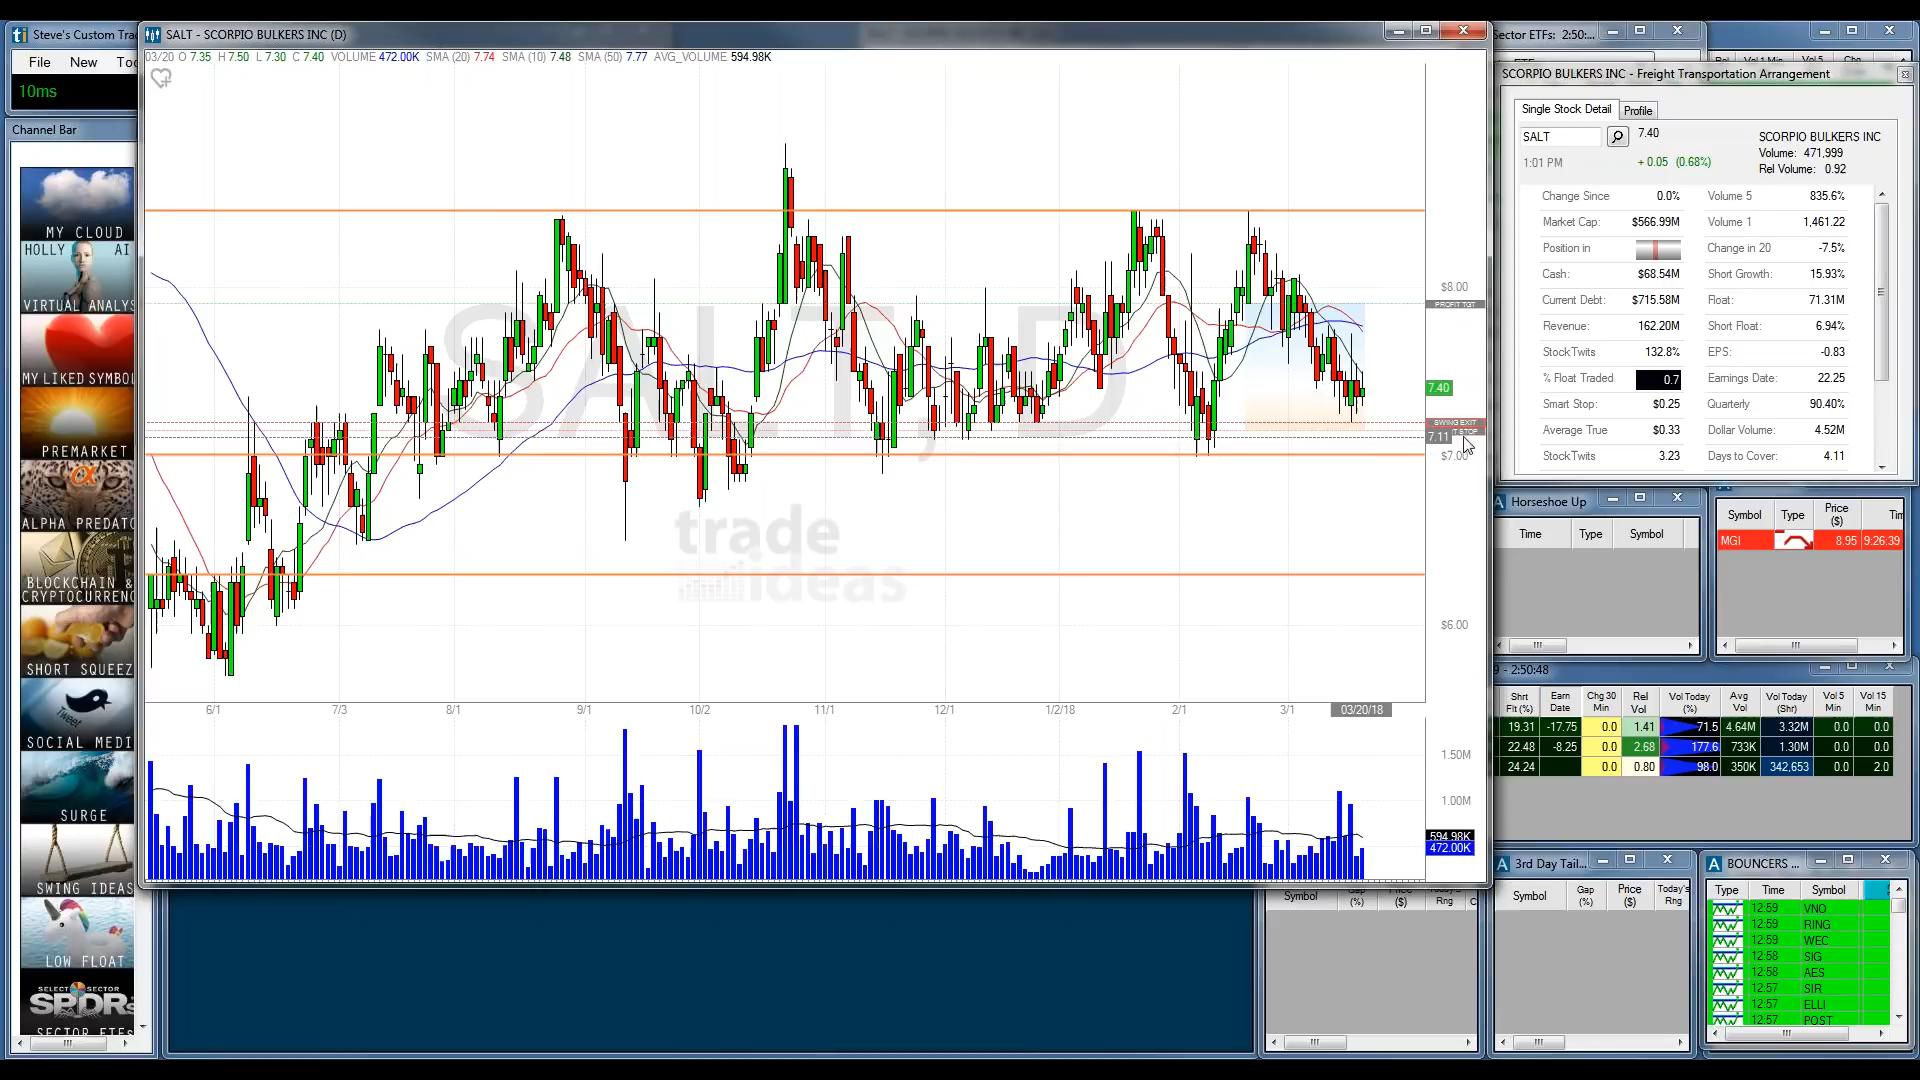 Steve's Custom Tra
File New Too
10ms
Channel Bar
MY CLOUD
HOLLY AI
VIRTUAL ANALYS
MY LIKED SYMBOL
PREMARKET
α
ALPHA PREDATO
BLOCKCHAIN &
CRYPTOCURRENC
SHORT SQUEEZ
Tweet
SOCIAL MEDI
SURGE
SWING IDEAS
LOW FLOAT
SELECT SECTOR
SPDRs
SECTOR ETFs
SALT - SCORPIO BULKERS INC (D)
03/20 O 7.35 H 7.50 L 7.30 C 7.40 VOLUME 472.00K SMA (20) 7.74 SMA (10) 7.48 SMA (50) 7.77 AVG_VOLUME 594.98K
SALT, D
trade
ideas
$8.00
PROFIT TGT
7.40
SWING EXIT
T STOP
7.11
$7.00
$6.00
6/1 7/3 8/1 9/1 10/2 11/1 12/1 1/2/18 2/1 3/1 03/20/18
1.50M
1.00M
594.98K
472.00K
Sector ETFs: 2:50:...
SCORPIO BULKERS INC - Freight Transportation Arrangement
Single Stock Detail Profile
SALT 7.40 SCORPIO BULKERS INC
Volume: 471,999
1:01 PM + 0.05 (0.68%) Rel Volume: 0.92
Change Since 0.0% Volume 5 835.6%
Market Cap: $566.99M Volume 1 1,461.22
Position in Change in 20 -7.5%
Cash: $68.54M Short Growth: 15.93%
Current Debt: $715.58M Float: 71.31M
Revenue: 162.20M Short Float: 6.94%
StockTwits 132.8% EPS: -0.83
% Float Traded 0.7 Earnings Date: 22.25
Smart Stop: $0.25 Quarterly 90.40%
Average True $0.33 Dollar Volume: 4.52M
StockTwits 3.23 Days to Cover: 4.11
Horseshoe Up
Time Type Symbol
Symbol Type Price ($) Tim
MGI 8.95 9:26:39
9 - 2:50:48
Shrt Flt (%) Earn Date Chg 30 Min Rel Vol Vol Today (%) Avg Vol Vol Today (Shr) Vol 5 Min Vol 15 Min
19.31 -17.75 0.0 1.41 71.5 4.64M 3.32M 0.0 0.0
22.48 -8.25 0.0 2.68 177.6 733K 1.30M 0.0 0.0
24.24 0.0 0.80 98.0 350K 342,653 0.0 2.0
Symbol (%) ($) Rng C
3rd Day Tail...
Symbol Gap (%) Price ($) Today's Rng
BOUNCERS ...
Type Time Symbol
12:59 VNO
12:59 RING
12:59 WEC
12:58 SIG
12:58 AES
12:57 SIR
12:57 ELLI
12:57 POST